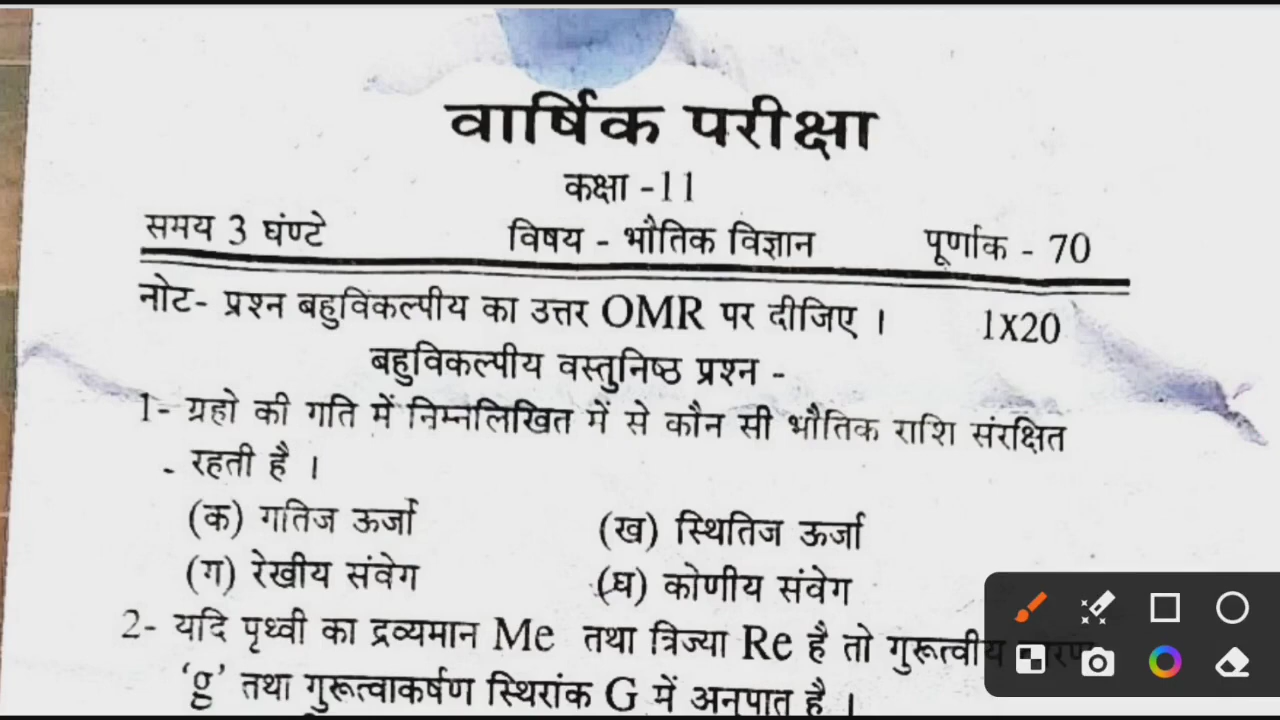 वार्षिक परीक्षा
कक्षा -11
समय 3 घंण्टे विषय - भौतिक विज्ञान पूर्णाक - 70
नोट- प्रश्न बहुविकल्पीय का उत्तर OMR पर दीजिए । 1X20
बहुविकल्पीय वस्तुनिष्ठ प्रश्न -
1- ग्रहो की गति में निम्नलिखित में से कौन सी भौतिक राशि संरक्षित
- रहती है ।
(क) गतिज ऊर्जा (ख) स्थितिज ऊर्जा
(ग) रेखीय संवेग (घ) कोणीय संवेग
2- यदि पृथ्वी का द्रव्यमान Me तथा त्रिज्या Re है तो गुरूत्वीय
‘g’ तथा गुरूत्वाकर्षण स्थिरांक G में अनुपात है ।